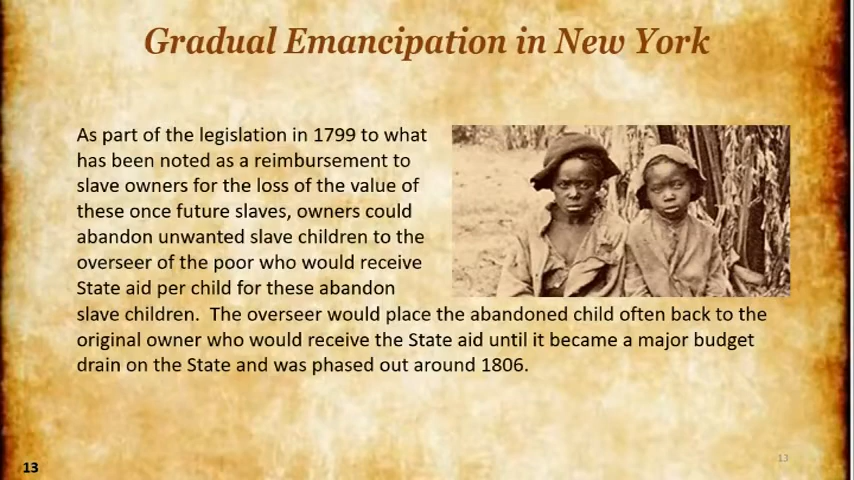 Gradual Emancipation in New York
As part of the legislation in 1799 to what
has been noted as a reimbursement to
slave owners for the loss of the value of
these once future slaves, owners could
abandon unwanted slave children to the
overseer of the poor who would receive
State aid per child for these abandon
slave children.  The overseer would place the abandoned child often back to the
original owner who would receive the State aid until it became a major budget
drain on the State and was phased out around 1806.
13
13